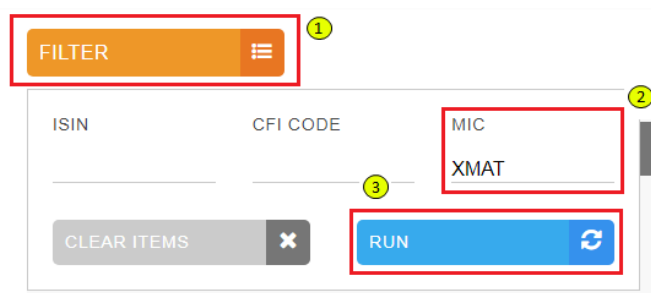 FILTER
1
2
ISIN CFI CODE MIC
XMAT
3
CLEAR ITEMS RUN